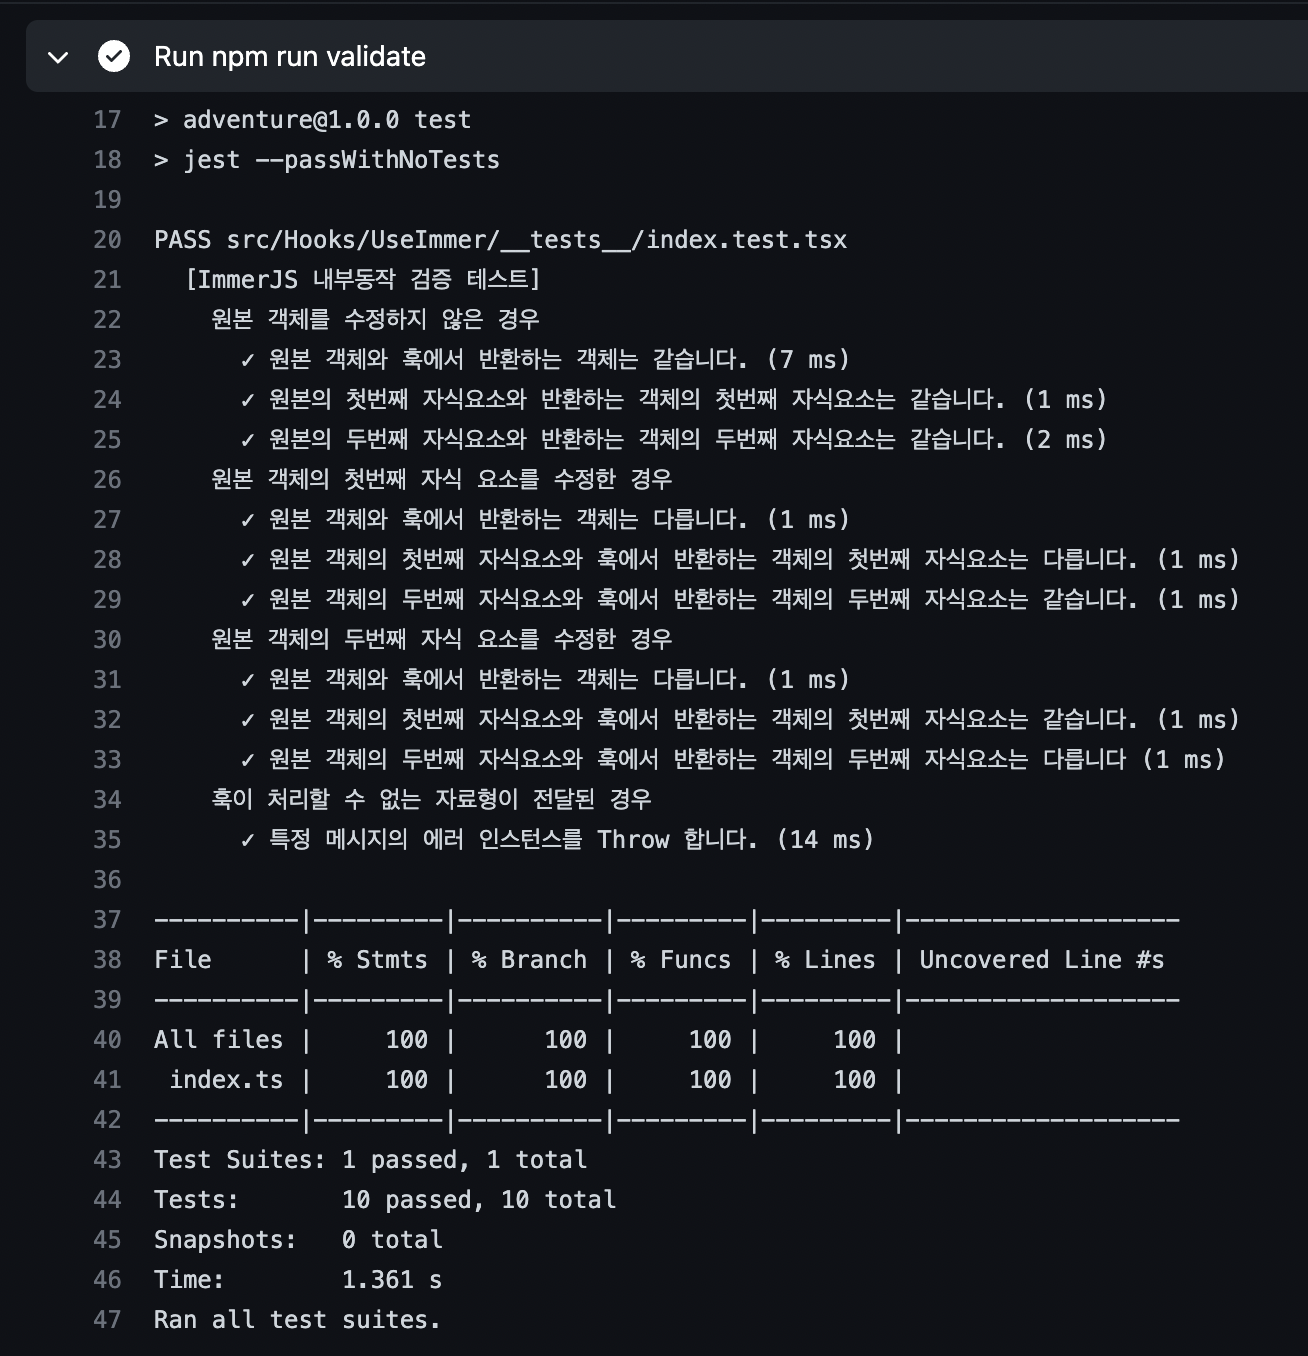 Run npm run validate
17 > adventure@1.0.0 test
18 > jest --passWithNoTests
19
20 PASS src/Hooks/UseImmer/__tests__/index.test.tsx
21   [ImmerJS 내부동작 검증 테스트]
22     원본 객체를 수정하지 않은 경우
23       ✓ 원본 객체와 훅에서 반환하는 객체는 같습니다. (7 ms)
24       ✓ 원본의 첫번째 자식요소와 반환하는 객체의 첫번째 자식요소는 같습니다. (1 ms)
25       ✓ 원본의 두번째 자식요소와 반환하는 객체의 두번째 자식요소는 같습니다. (2 ms)
26     원본 객체의 첫번째 자식 요소를 수정한 경우
27       ✓ 원본 객체와 훅에서 반환하는 객체는 다릅니다. (1 ms)
28       ✓ 원본 객체의 첫번째 자식요소와 훅에서 반환하는 객체의 첫번째 자식요소는 다릅니다. (1 ms)
29       ✓ 원본 객체의 두번째 자식요소와 훅에서 반환하는 객체의 두번째 자식요소는 같습니다. (1 ms)
30     원본 객체의 두번째 자식 요소를 수정한 경우
31       ✓ 원본 객체와 훅에서 반환하는 객체는 다릅니다. (1 ms)
32       ✓ 원본 객체의 첫번째 자식요소와 훅에서 반환하는 객체의 첫번째 자식요소는 같습니다. (1 ms)
33       ✓ 원본 객체의 두번째 자식요소와 훅에서 반환하는 객체의 두번째 자식요소는 다릅니다 (1 ms)
34     훅이 처리할 수 없는 자료형이 전달된 경우
35       ✓ 특정 메시지의 에러 인스턴스를 Throw 합니다. (14 ms)
36
37 ----------|---------|----------|---------|---------|-------------------
38 File      | % Stmts | % Branch | % Funcs | % Lines | Uncovered Line #s
39 ----------|---------|----------|---------|---------|-------------------
40 All files |     100 |      100 |     100 |     100 |
41  index.ts |     100 |      100 |     100 |     100 |
42 ----------|---------|----------|---------|---------|-------------------
43 Test Suites: 1 passed, 1 total
44 Tests:       10 passed, 10 total
45 Snapshots:   0 total
46 Time:        1.361 s
47 Ran all test suites.